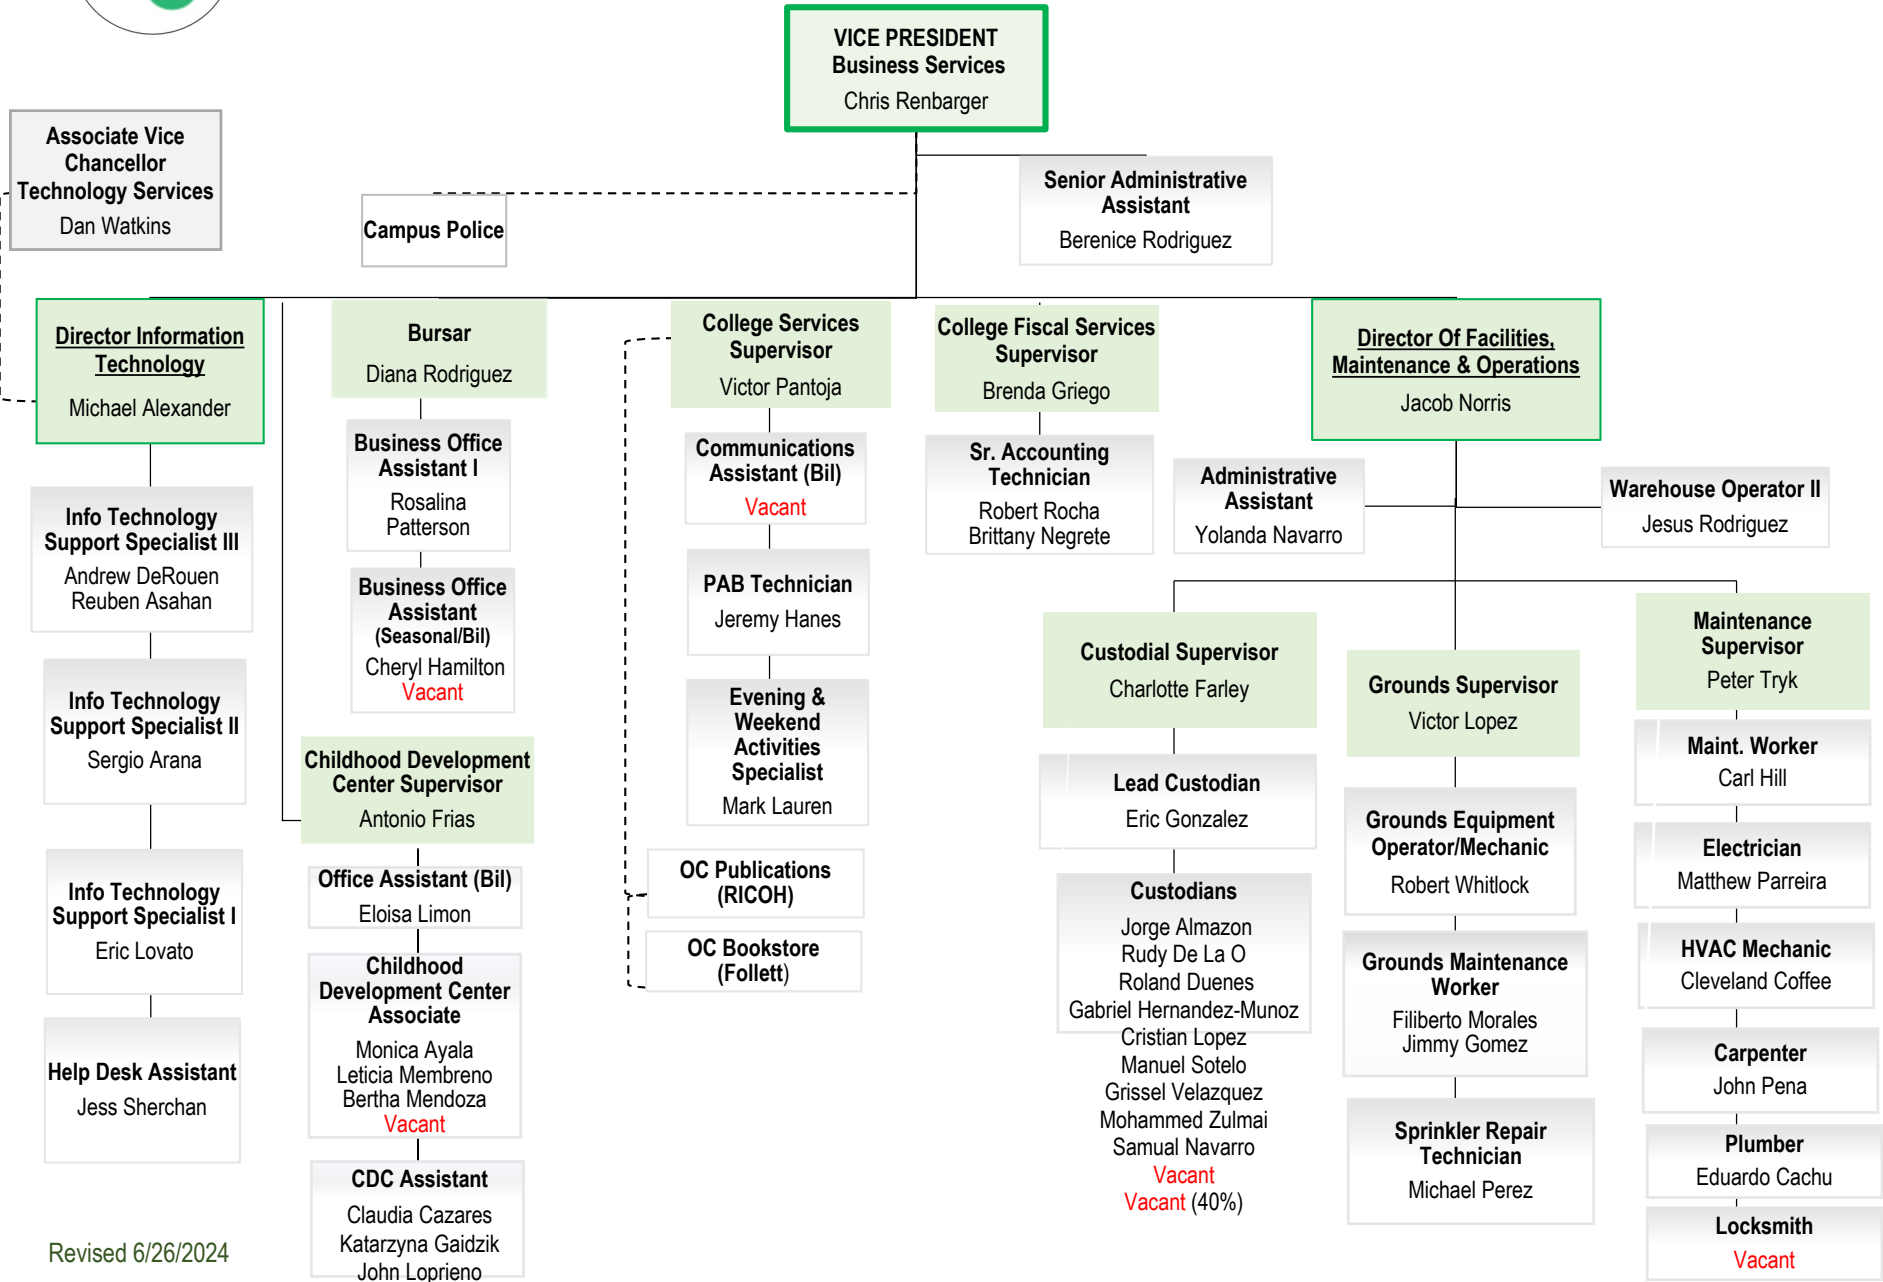 VICE PRESIDENT
Business Services
Chris Renbarger
Associate Vice
Chancellor
Technology Services
Dan Watkins
Campus Police
Senior Administrative
Assistant
Berenice Rodriguez
Director Information
Technology
Michael Alexander
Info Technology
Support Specialist III
Andrew DeRouen
Reuben Asahan
Info Technology
Support Specialist II
Sergio Arana
Info Technology
Support Specialist I
Eric Lovato
Help Desk Assistant
Jess Sherchan
Bursar
Diana Rodriguez
Business Office
Assistant I
Rosalina
Patterson
Business Office
Assistant
(Seasonal/Bil)
Cheryl Hamilton
Vacant
Childhood Development
Center Supervisor
Antonio Frias
Office Assistant (Bil)
Eloisa Limon
Childhood
Development Center
Associate
Monica Ayala
Leticia Membreno
Bertha Mendoza
Vacant
CDC Assistant
Claudia Cazares
Katarzyna Gaidzik
John Loprieno
College Services
Supervisor
Victor Pantoja
Communications
Assistant (Bil)
Vacant
PAB Technician
Jeremy Hanes
Evening &
Weekend
Activities
Specialist
Mark Lauren
OC Publications
(RICOH)
OC Bookstore
(Follett)
College Fiscal Services
Supervisor
Brenda Griego
Sr. Accounting
Technician
Robert Rocha
Brittany Negrete
Director Of Facilities,
Maintenance & Operations
Jacob Norris
Administrative
Assistant
Yolanda Navarro
Warehouse Operator II
Jesus Rodriguez
Custodial Supervisor
Charlotte Farley
Lead Custodian
Eric Gonzalez
Custodians
Jorge Almazon
Rudy De La O
Roland Duenes
Gabriel Hernandez-Munoz
Cristian Lopez
Manuel Sotelo
Grissel Velazquez
Mohammed Zulmai
Samual Navarro
Vacant
Vacant (40%)
Grounds Supervisor
Victor Lopez
Grounds Equipment
Operator/Mechanic
Robert Whitlock
Grounds Maintenance
Worker
Filiberto Morales
Jimmy Gomez
Sprinkler Repair
Technician
Michael Perez
Maintenance
Supervisor
Peter Tryk
Maint. Worker
Carl Hill
Electrician
Matthew Parreira
HVAC Mechanic
Cleveland Coffee
Carpenter
John Pena
Plumber
Eduardo Cachu
Locksmith
Vacant
Revised 6/26/2024